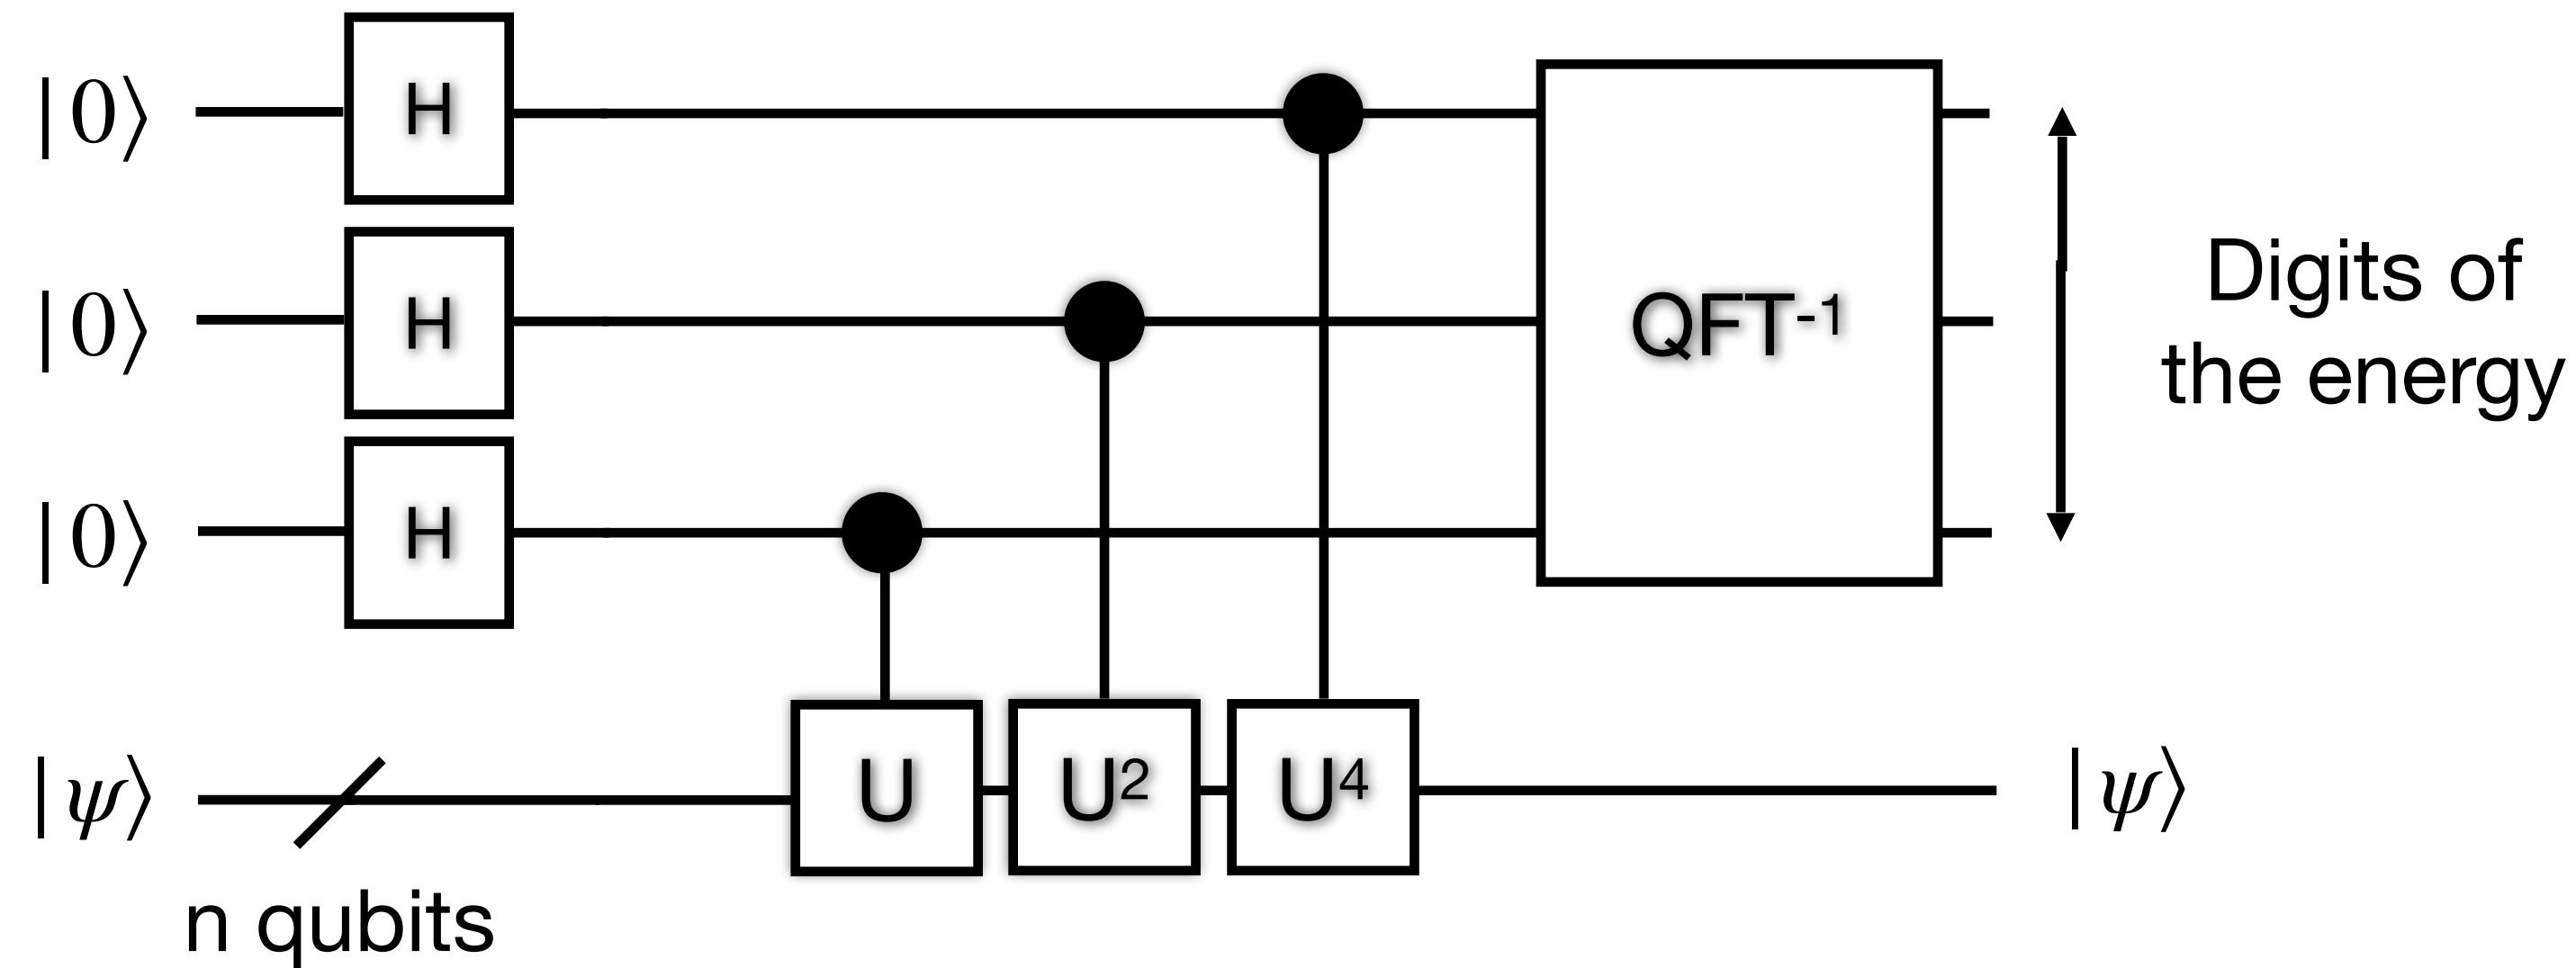 |0⟩ H
|0⟩ H QFT⁻¹
|0⟩ H
Digits of
the energy
|ψ⟩ U U² U⁴ |ψ⟩
n qubits